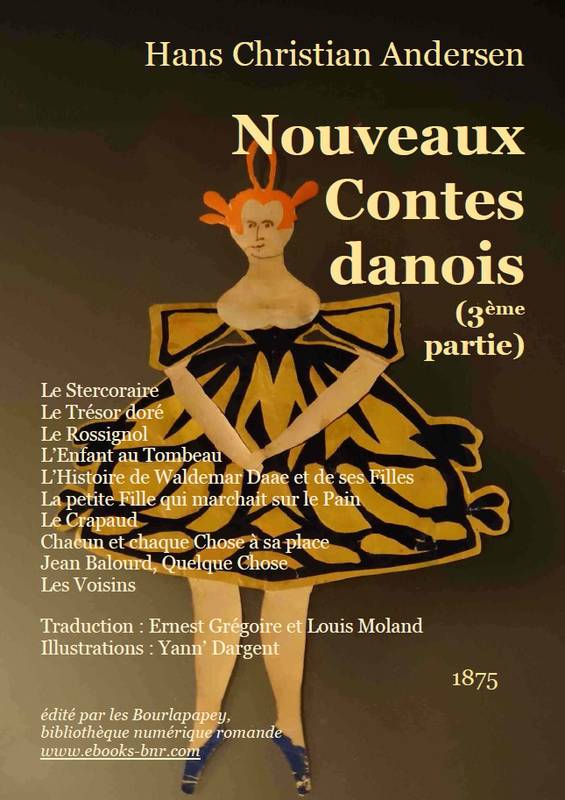 Hans Christian Andersen
Nouveaux
Contes
danois
(3ème
partie)
Le Stercoraire
Le Trésor doré
Le Rossignol
L'Enfant au Tombeau
L'Histoire de Waldemar Daae et de ses Filles
La petite Fille qui marchait sur le Pain
Le Crapaud
Chacun et chaque Chose à sa place
Jean Balourd, Quelque Chose
Les Voisins
Traduction : Ernest Grégoire et Louis Moland
Illustrations : Yann' Dargent
1875
édité par les Bourlapapey,
bibliothèque numérique romande
www.ebooks-bnr.com